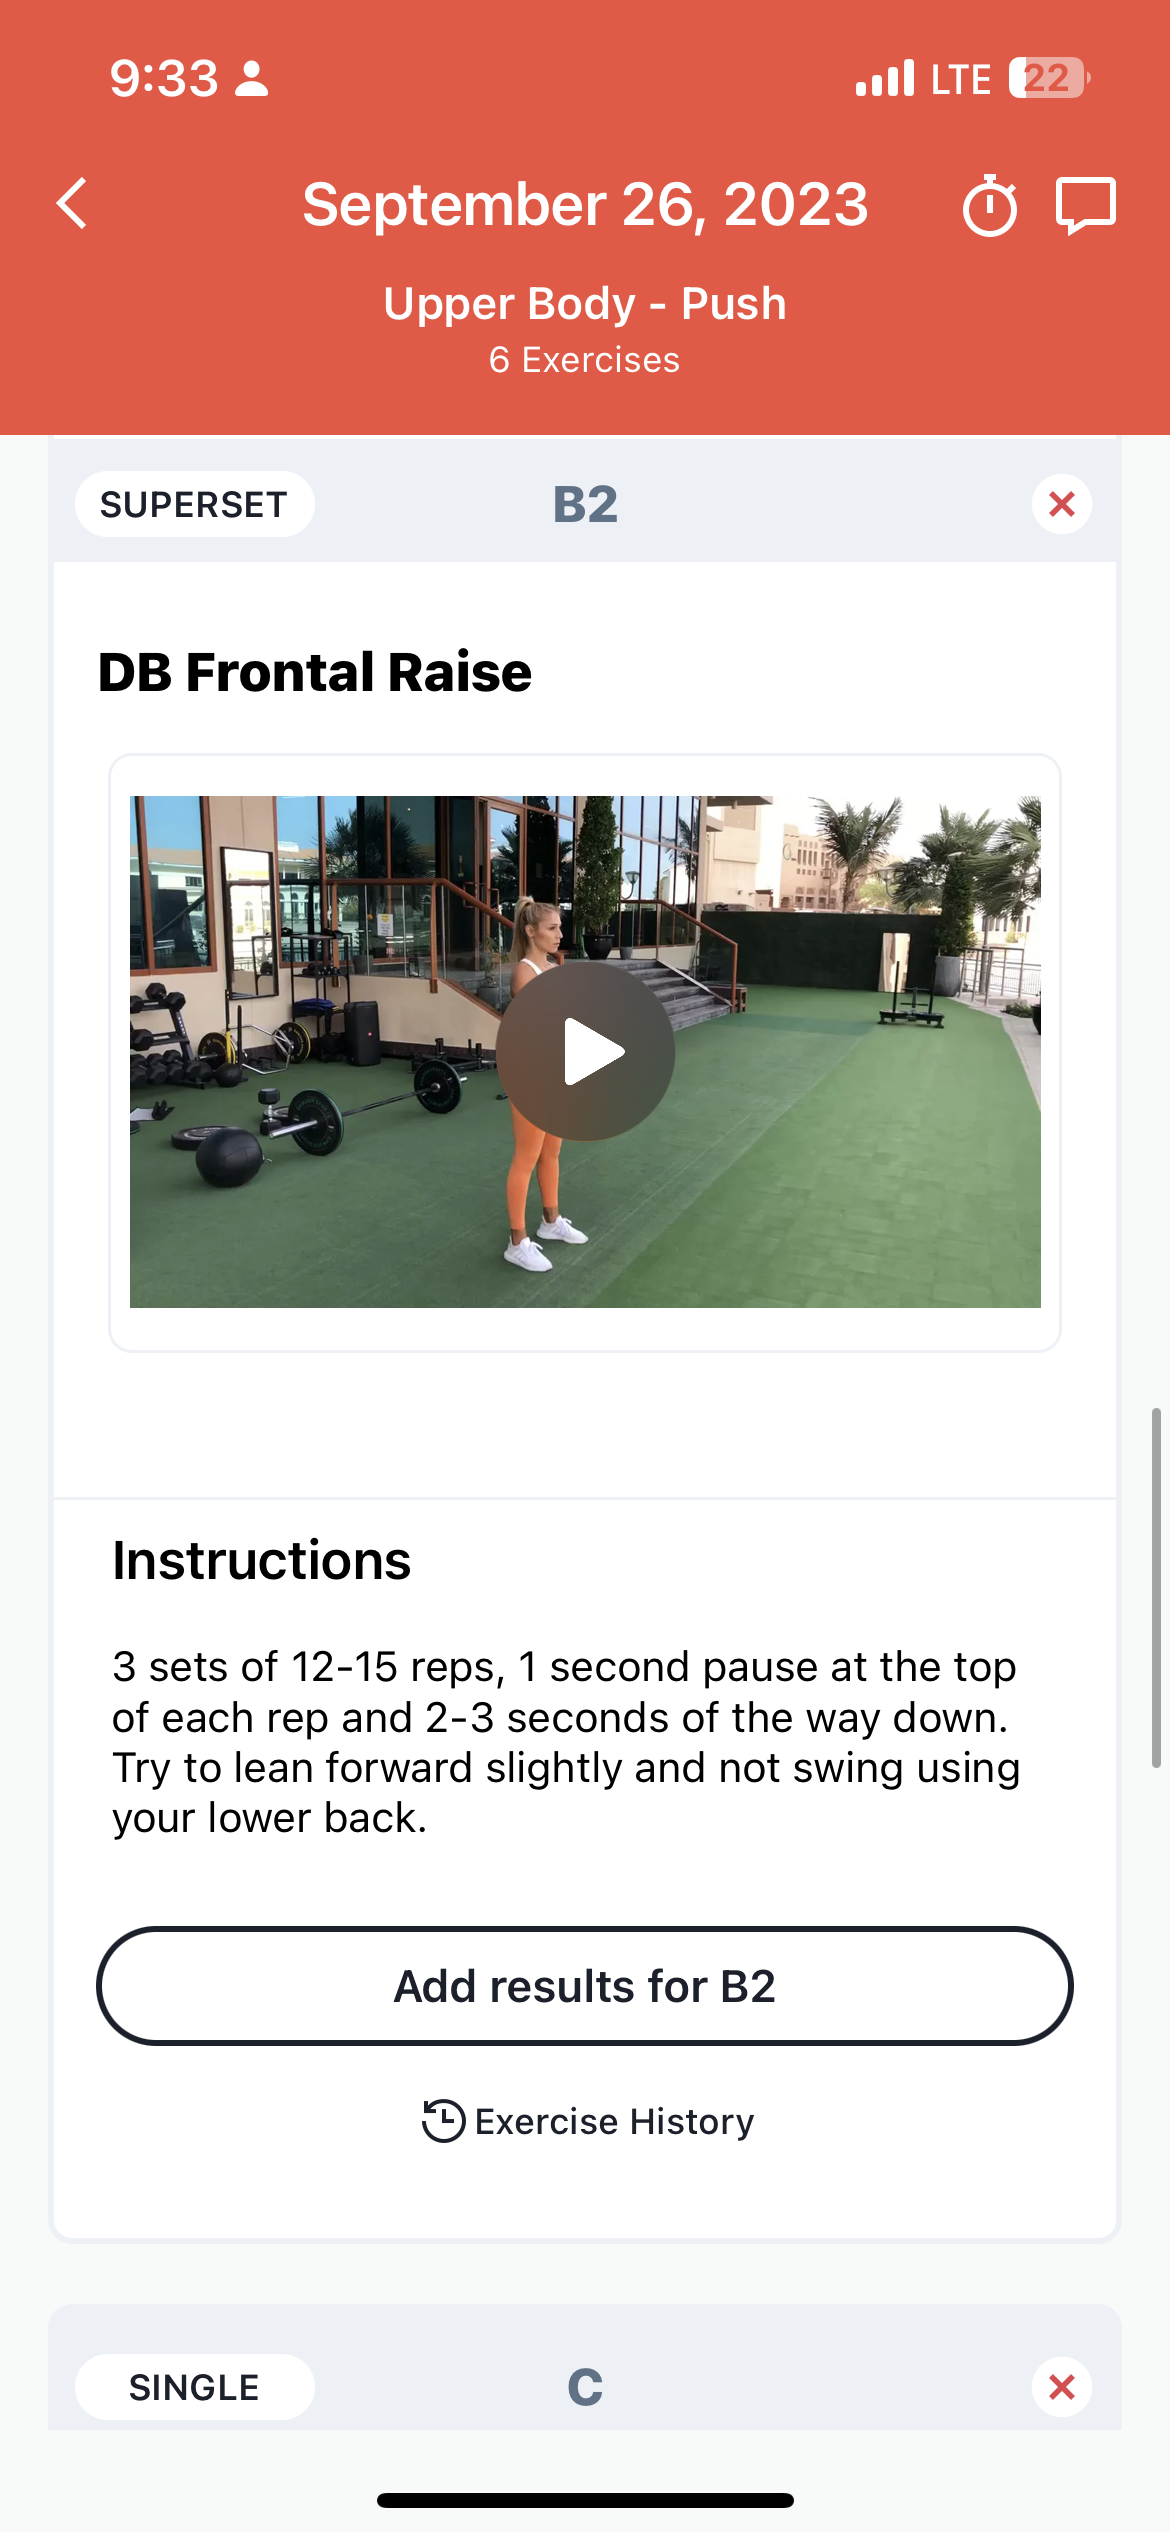 9:33
LTE
22
September 26, 2023
Upper Body - Push
6 Exercises
SUPERSET
B2
DB Frontal Raise
Instructions
3 sets of 12-15 reps, 1 second pause at the top
of each rep and 2-3 seconds of the way down.
Try to lean forward slightly and not swing using
your lower back.
Add results for B2
Exercise History
SINGLE
C